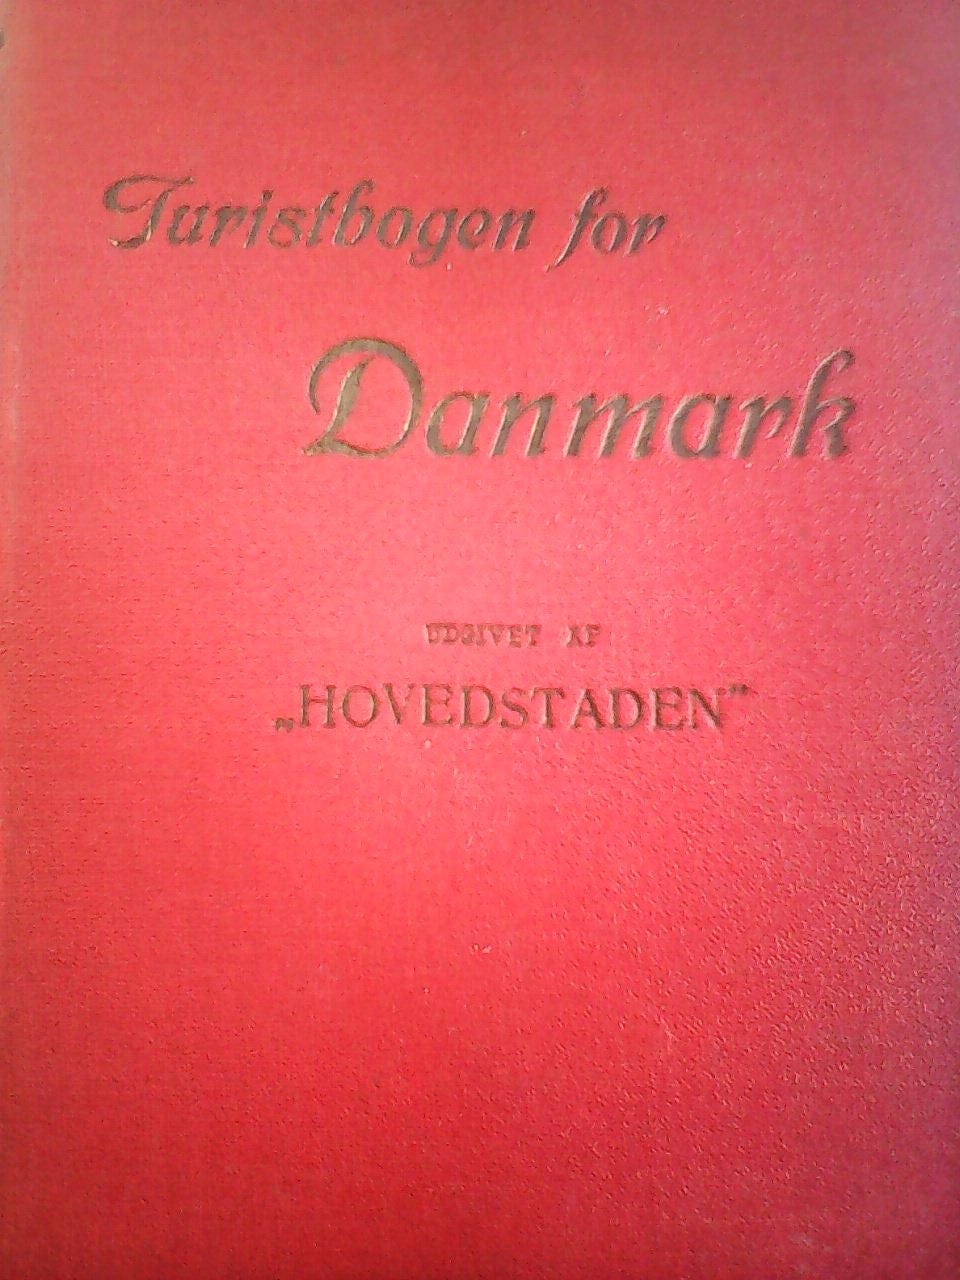 Turistbogen for
Danmark
UDGIVET AF
„HOVEDSTADEN"